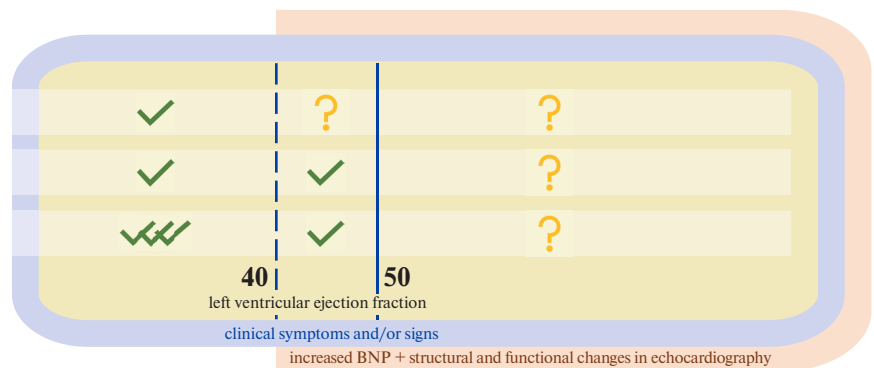 ?
?
?
40 50
left ventricular ejection fraction
clinical symptoms and/or signs
increased BNP + structural and functional changes in echocardiography